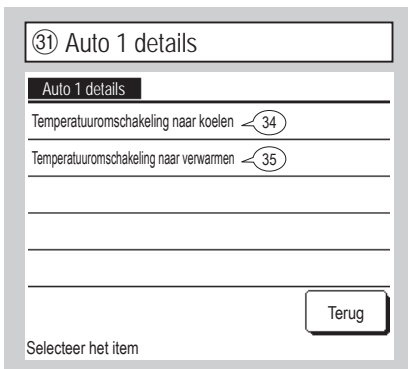 ㉛ Auto 1 details
Auto 1 details
Temperatuuromschakeling naar koelen 34
Temperatuuromschakeling naar verwarmen 35
Terug
Selecteer het item